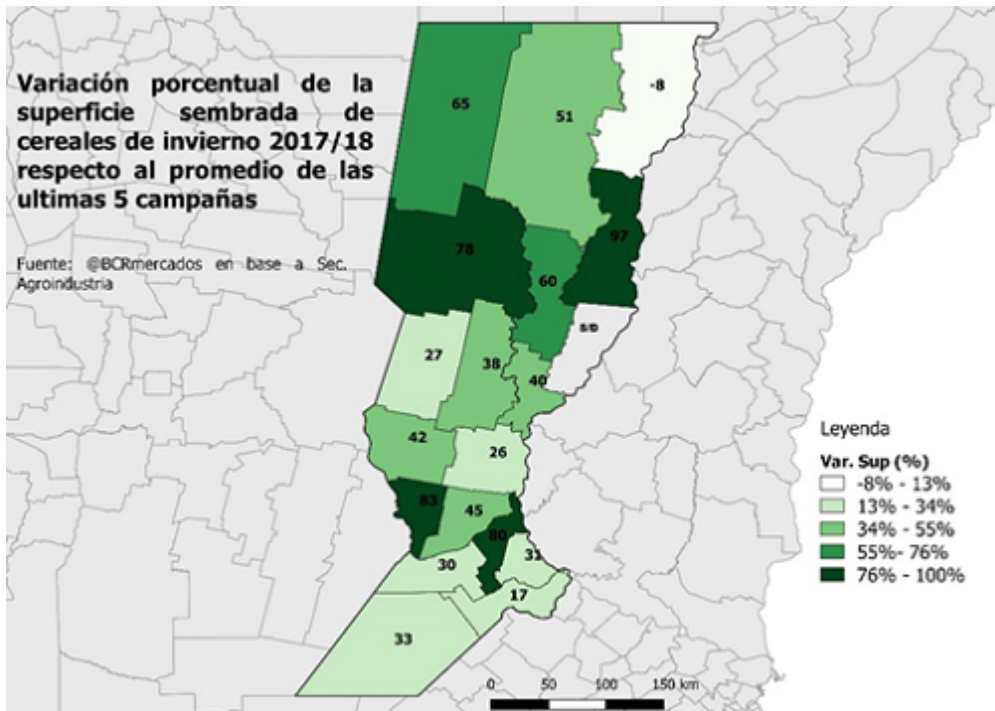 Variación porcentual de la
superficie sembrada de
cereales de invierno 2017/18
respecto al promedio de las
ultimas 5 campañas
Fuente: @BCRmercados en base a Sec.
Agroindustria
65
51
-8
78
97
60
S/D
27
38
40
42
26
83
45
80
30
31
17
33
Leyenda
Var. Sup (%)
-8% - 13%
13% - 34%
34% - 55%
55%- 76%
76% - 100%
0 50 100 150 km